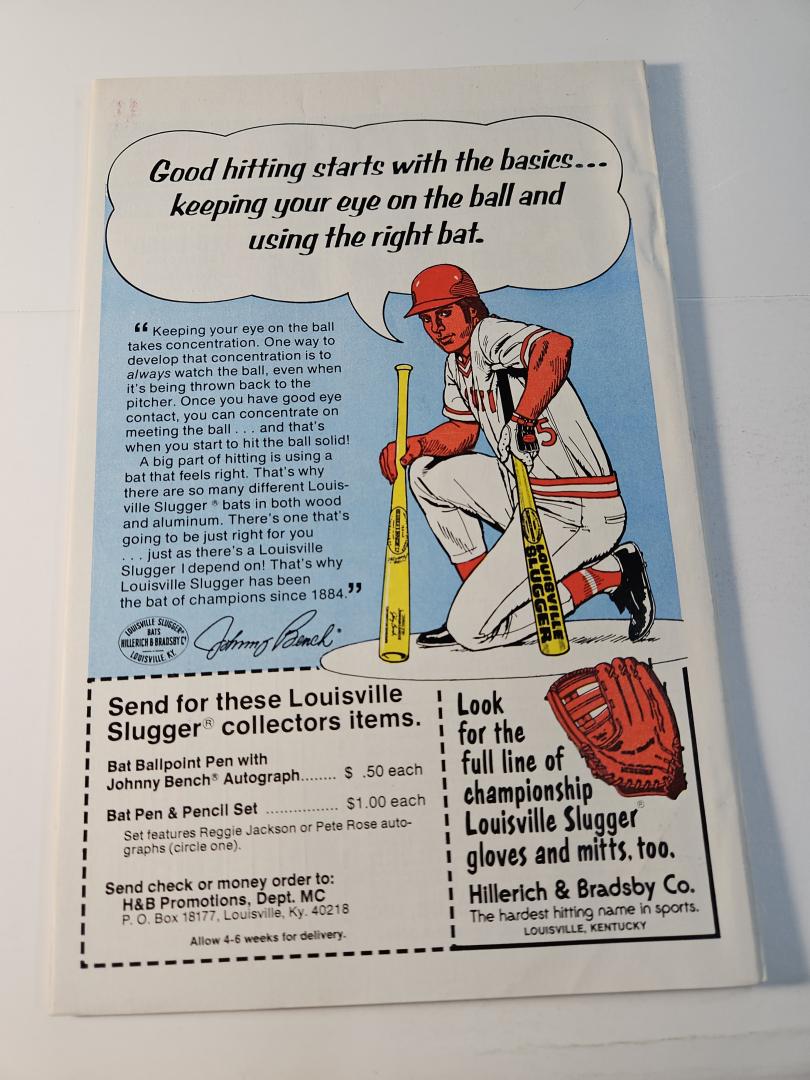 Good hitting starts with the basics...
keeping your eye on the ball and
using the right bat.
“ Keeping your eye on the ball
takes concentration. One way to
develop that concentration is to
always watch the ball, even when
it's being thrown back to the
pitcher. Once you have good eye
contact, you can concentrate on
meeting the ball . . . and that's
when you start to hit the ball solid!
A big part of hitting is using a
bat that feels right. That's why
there are so many different Louis-
ville Slugger® bats in both wood
and aluminum. There's one that's
going to be just right for you
. . . just as there's a Louisville
Slugger I depend on! That's why
Louisville Slugger has been
the bat of champions since 1884.”
5
LOUISVILLE
SLUGGER
LOUISVILLE SLUGGER
BATS
HILLERICH & BRADSBY Co
LOUISVILLE, KY.
Johnny Bench®
Send for these Louisville
Slugger® collectors items.
Bat Ballpoint Pen with
Johnny Bench® Autograph........ $ .50 each
Bat Pen & Pencil Set ............... $1.00 each
Set features Reggie Jackson or Pete Rose auto-
graphs (circle one).
Send check or money order to:
H&B Promotions, Dept. MC
P. O. Box 18177, Louisville, Ky. 40218
Allow 4-6 weeks for delivery.
Look
for the
full line of
championship
Louisville Slugger®
gloves and mitts, too.
Hillerich & Bradsby Co.
The hardest hitting name in sports.
LOUISVILLE, KENTUCKY